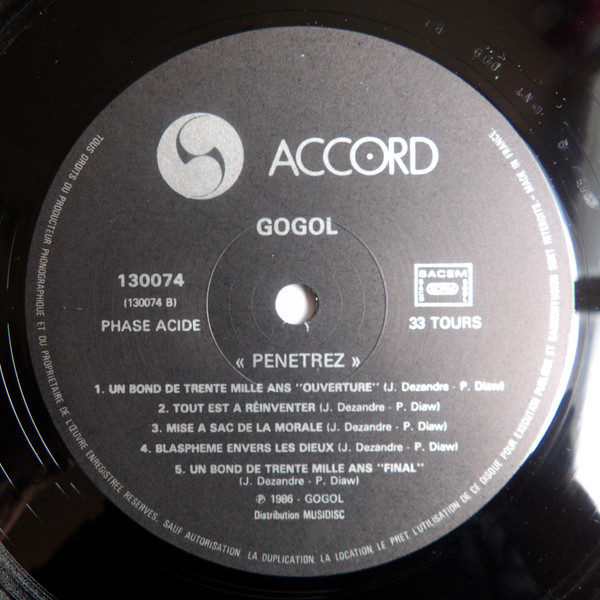 ACCORD
GOGOL
130074
(130074 B)
PHASE ACIDE
SACEM
33 TOURS
« PENETREZ »
1. UN BOND DE TRENTE MILLE ANS "OUVERTURE" (J. Dezandre - P. Diaw)
2. TOUT EST A RÉINVENTER (J. Dezandre - P. Diaw)
3. MISE A SAC DE LA MORALE (J. Dezandre - P. Diaw)
4. BLASPHEME ENVERS LES DIEUX (J. Dezandre - P. Diaw)
5. UN BOND DE TRENTE MILLE ANS "FINAL"
(J. Dezandre - P. Diaw)
℗ 1986 - GOGOL
Distribution MUSIDISC
TOUS DROITS DU PRODUCTEUR PHONOGRAPHIQUE ET DU PROPRIETAIRE DE L'ŒUVRE ENREGISTREE RESERVES. SAUF AUTORISATION, LA DUPLICATION, LA LOCATION, LE PRET, L'UTILISATION DE CE DISQUE POUR EXECUTION PUBLIQUE ET RADIODIFFUSION SONT INTERDITS - MADE IN FRANCE.